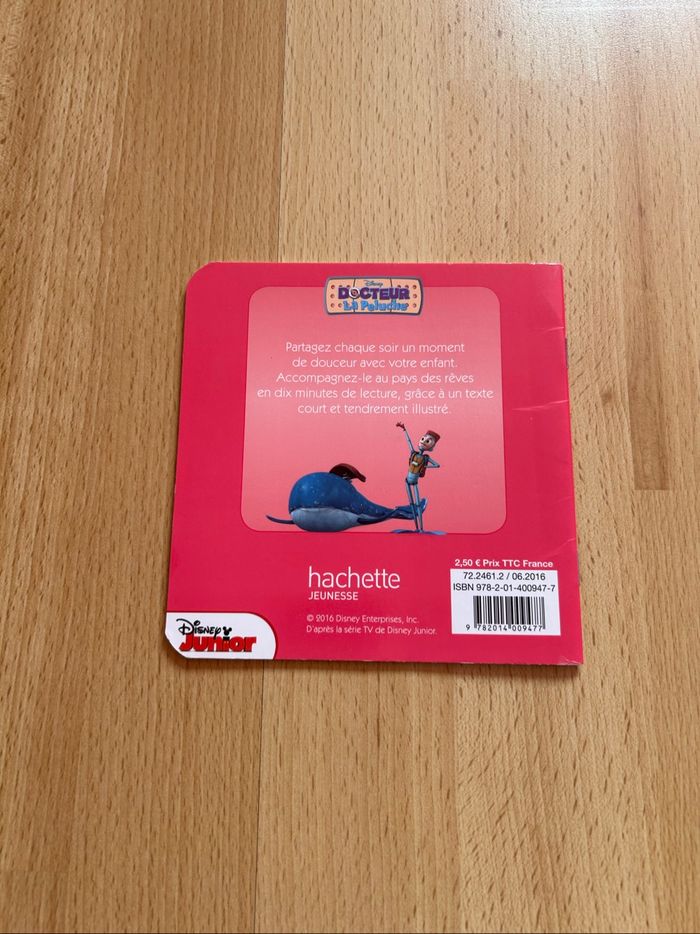 Disney
DOCTEUR
La Peluche
Partagez chaque soir un moment
de douceur avec votre enfant.
Accompagnez-le au pays des rêves
en dix minutes de lecture, grâce à un texte
court et tendrement illustré.
hachette
JEUNESSE
© 2016 Disney Enterprises, Inc.
D'après la série TV de Disney Junior.
Disney
Junior
2,50 € Prix TTC France
72.2461.2 / 06.2016
ISBN 978-2-01-400947-7
9 782014 009477